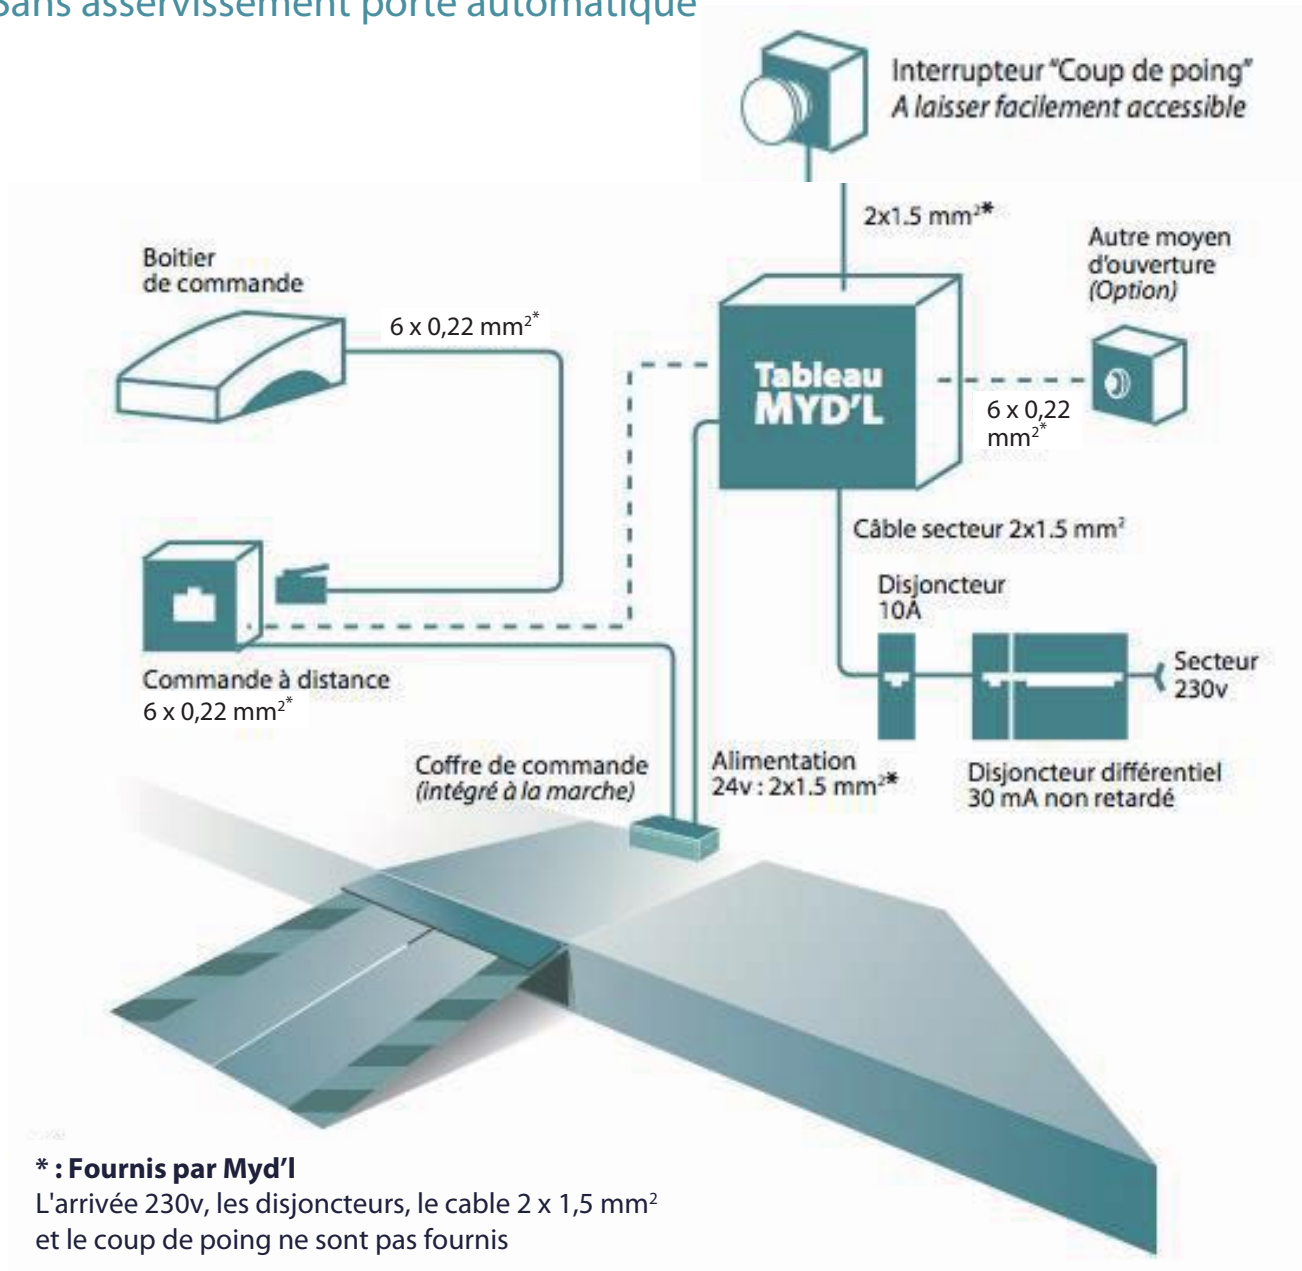 Sans asservissement porte automatique
Interrupteur “Coup de poing”
A laisser facilement accessible
2x1.5 mm²*
Autre moyen
d'ouverture
(Option)
Boitier
de commande
6 x 0,22 mm²*
Tableau
MYD'L
6 x 0,22
mm²*
Câble secteur 2x1.5 mm²
Disjoncteur
10A
Secteur
230v
Commande à distance
6 x 0,22 mm²*
Coffre de commande
(intégré à la marche)
Alimentation
24v : 2x1.5 mm²*
Disjoncteur différentiel
30 mA non retardé
* : Fournis par Myd’l
L'arrivée 230v, les disjoncteurs, le cable 2 x 1,5 mm²
et le coup de poing ne sont pas fournis